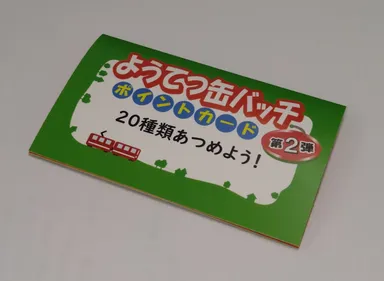 ようてつ缶バッチ
ポイントカード
第2弾
20種類あつめよう!